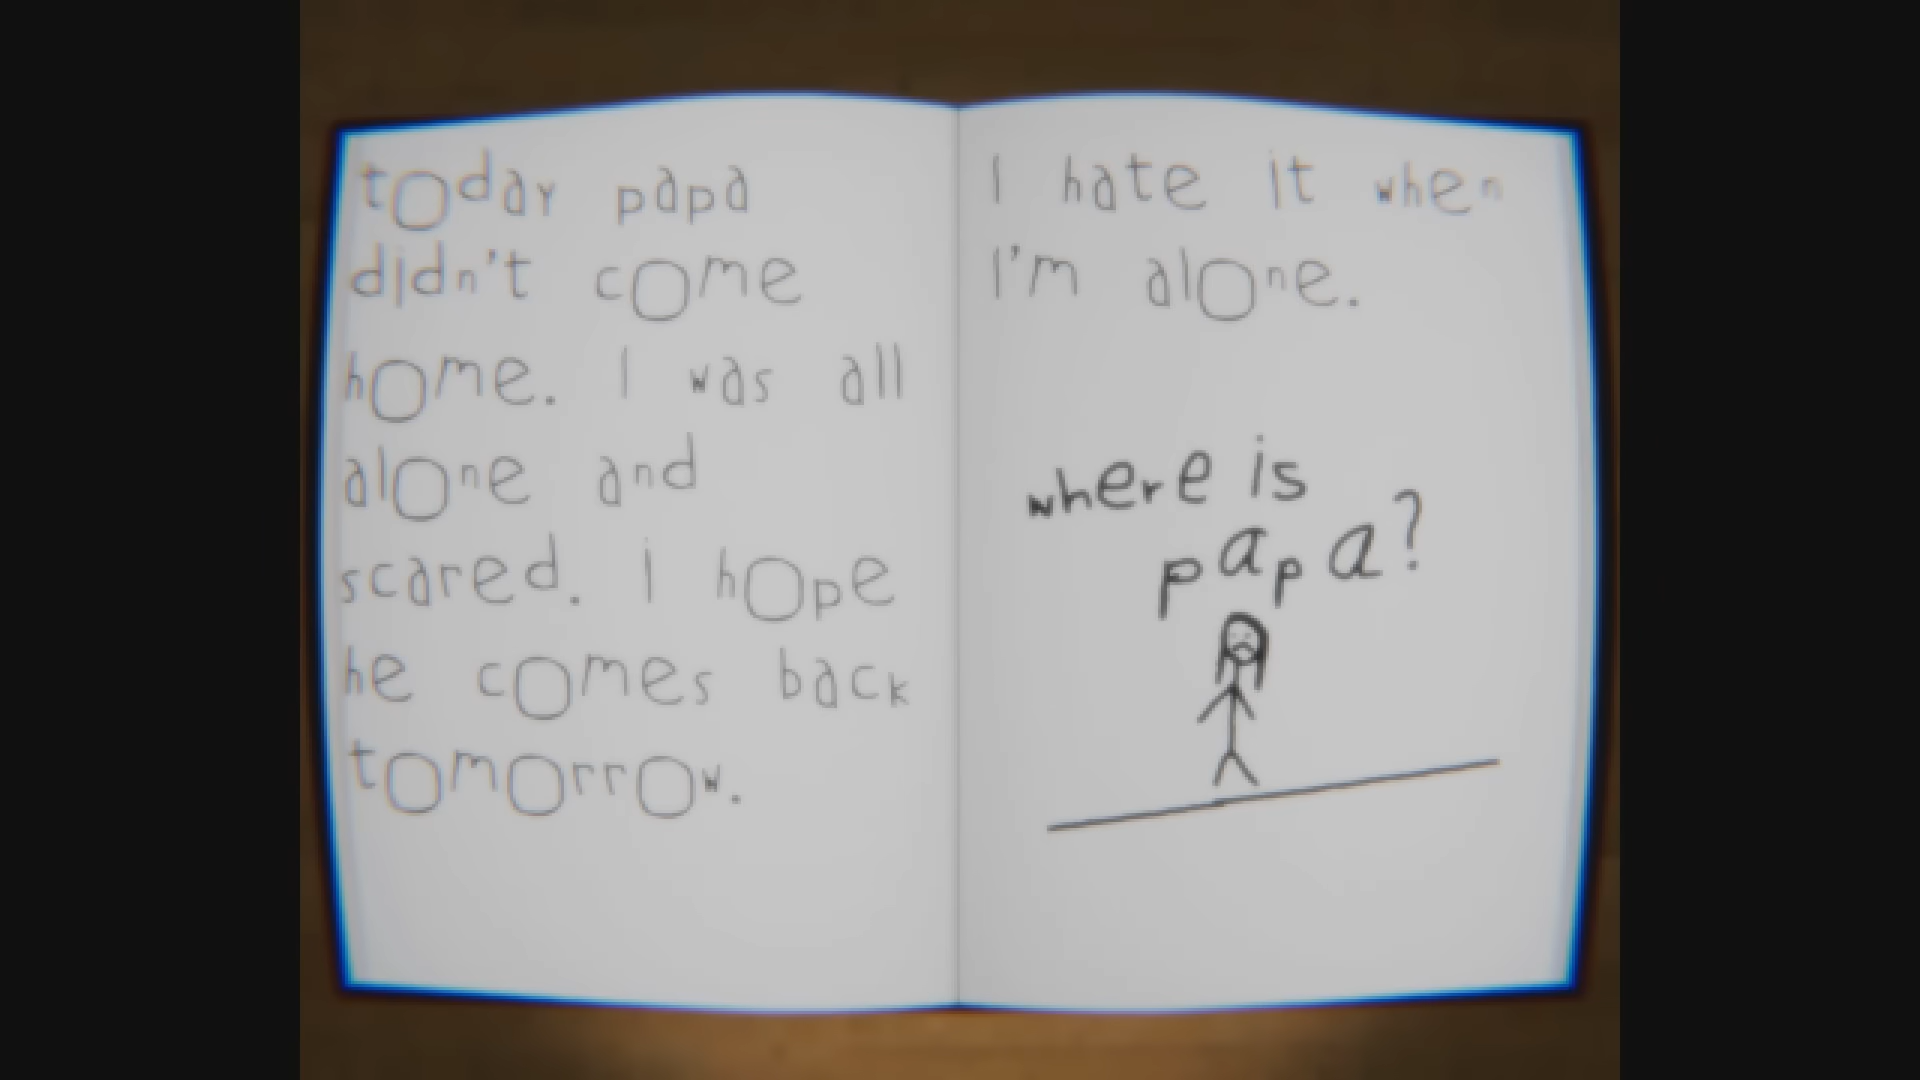 today papa
didn't come
home. I was all
alone and
scared. I hope
he comes back
tomorrow.
I hate it when
I'm alone.
where is
papa?